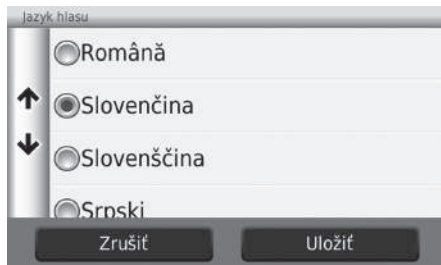 Jazyk hlasu
Română
Slovenčina
Slovenščina
Srpski
Zrušiť
Uložiť